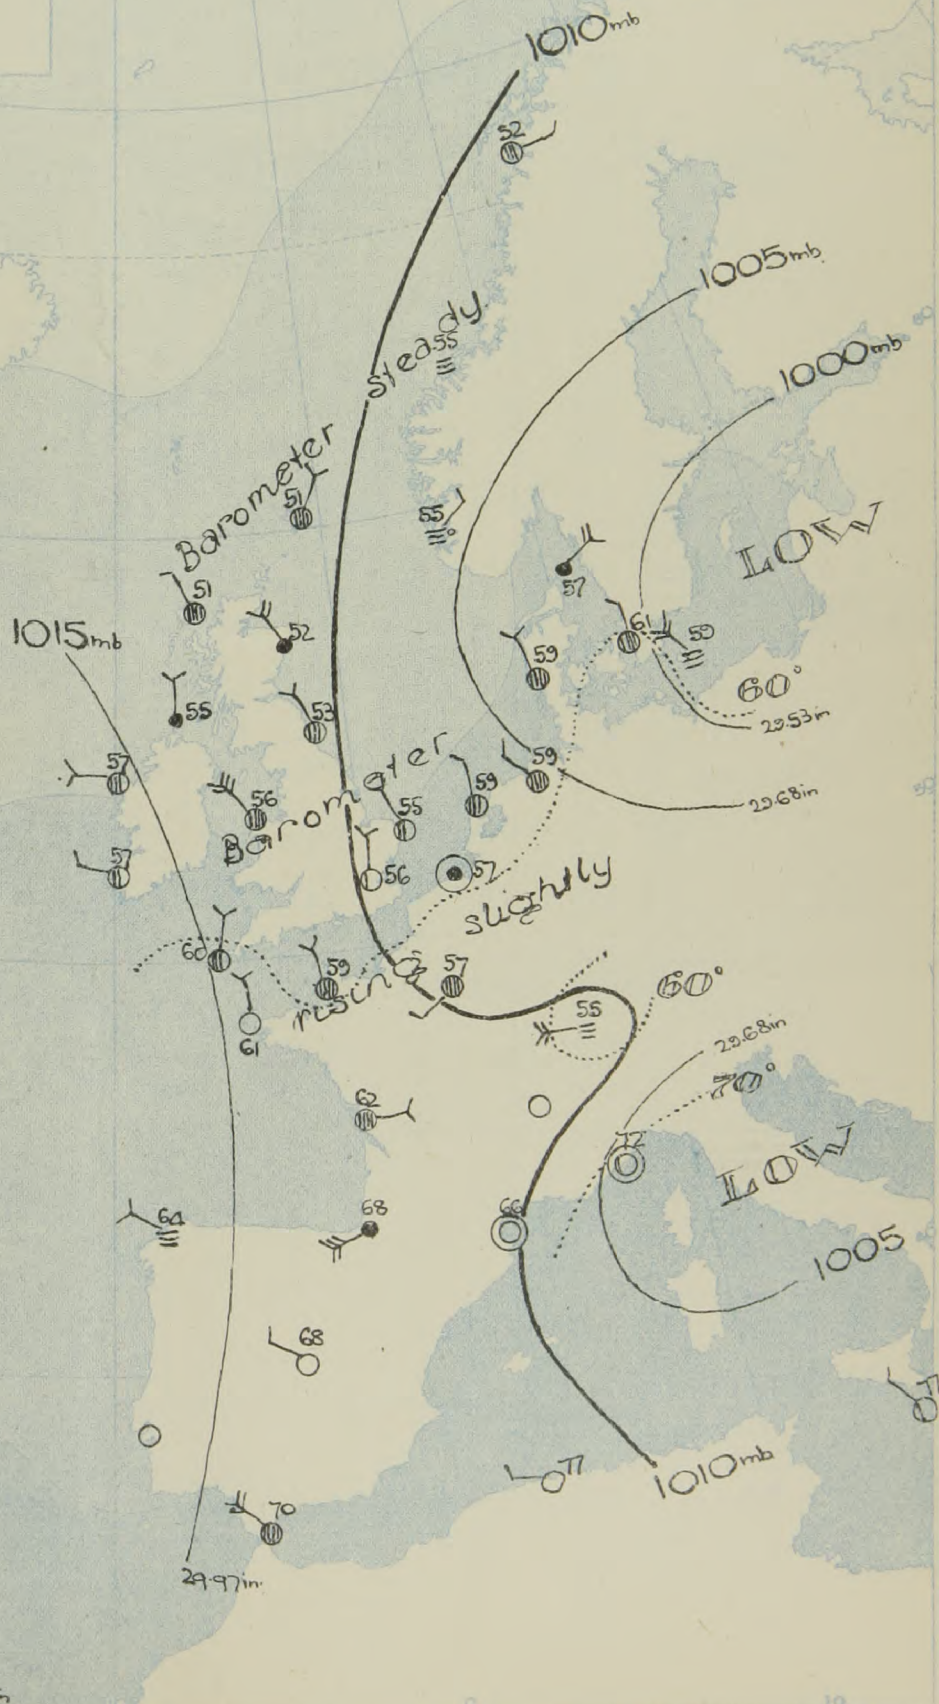 1010mb
52
1005mb.
Steady.
55
1000mb
Barometer
51
55
LOW
57
51
52
61
59
1015mb
59
60°
55
53
29.53in
57
Barometer
59
59
29.68in
56
55
57
56
57
slightly
60
59
rising
57
60°
61
55
29.68in
70°
62
72
LOW
64
68
66
1005
68
77
1010mb
70
29.97in.